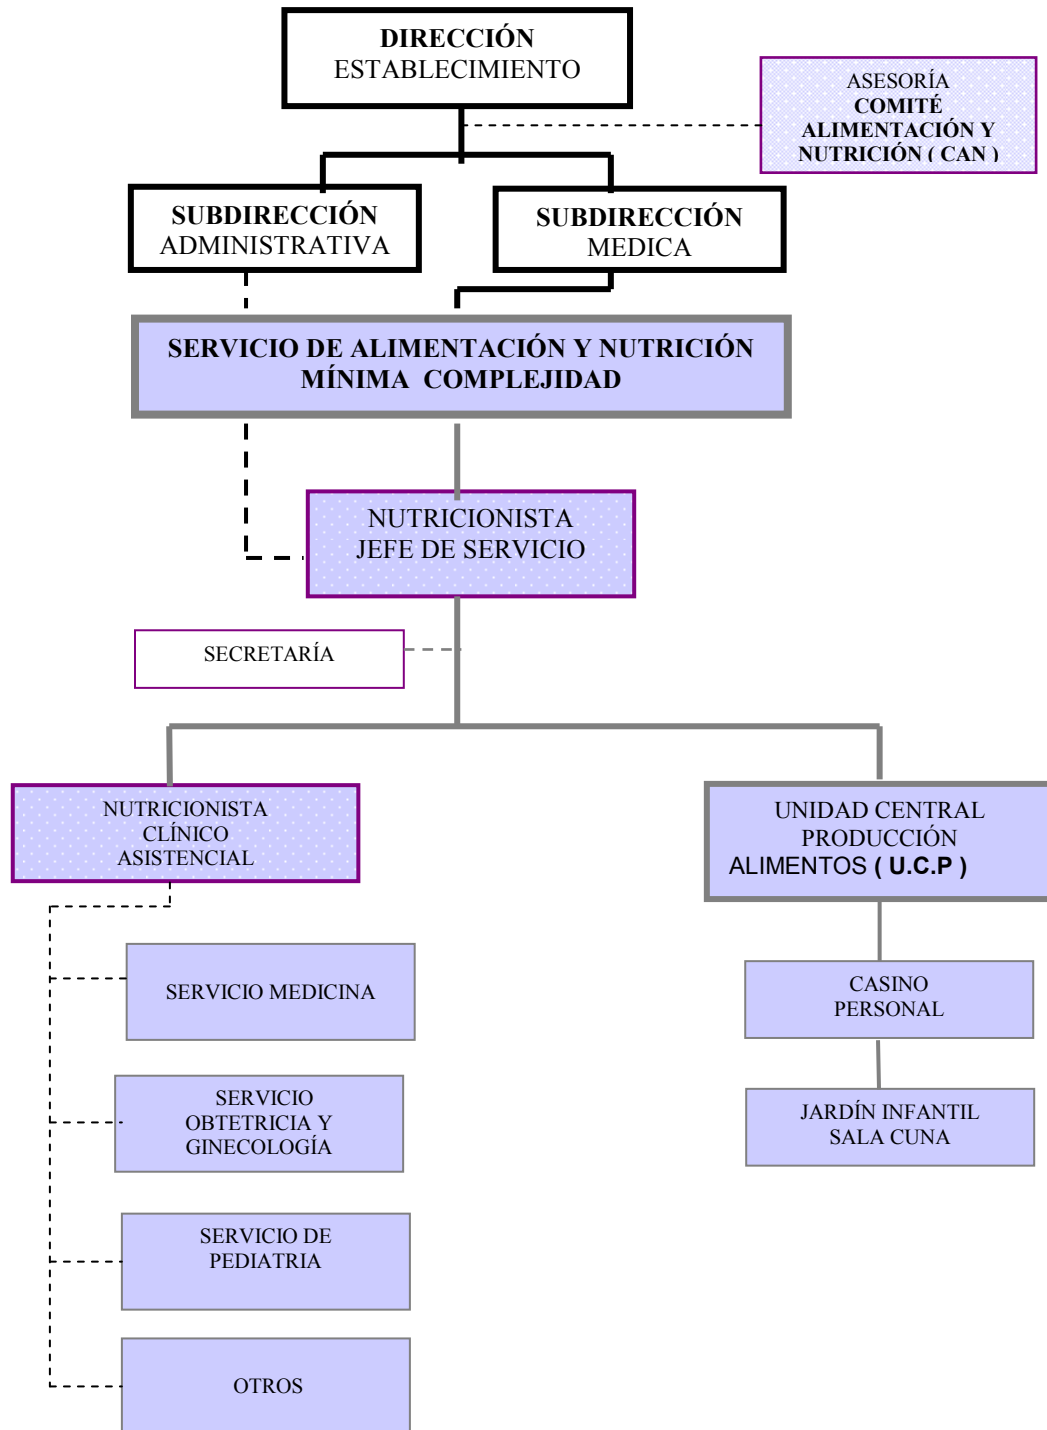 DIRECCIÓN
ESTABLECIMIENTO
ASESORÍA
COMITÉ
ALIMENTACIÓN Y
NUTRICIÓN ( CAN )
SUBDIRECCIÓN
ADMINISTRATIVA
SUBDIRECCIÓN
MEDICA
SERVICIO DE ALIMENTACIÓN Y NUTRICIÓN
MÍNIMA COMPLEJIDAD
NUTRICIONISTA
JEFE DE SERVICIO
SECRETARÍA
NUTRICIONISTA
CLÍNICO
ASISTENCIAL
UNIDAD CENTRAL
PRODUCCIÓN
ALIMENTOS ( U.C.P )
SERVICIO MEDICINA
CASINO
PERSONAL
SERVICIO
OBTETRICIA Y
GINECOLOGÍA
JARDÍN INFANTIL
SALA CUNA
SERVICIO DE
PEDIATRIA
OTROS